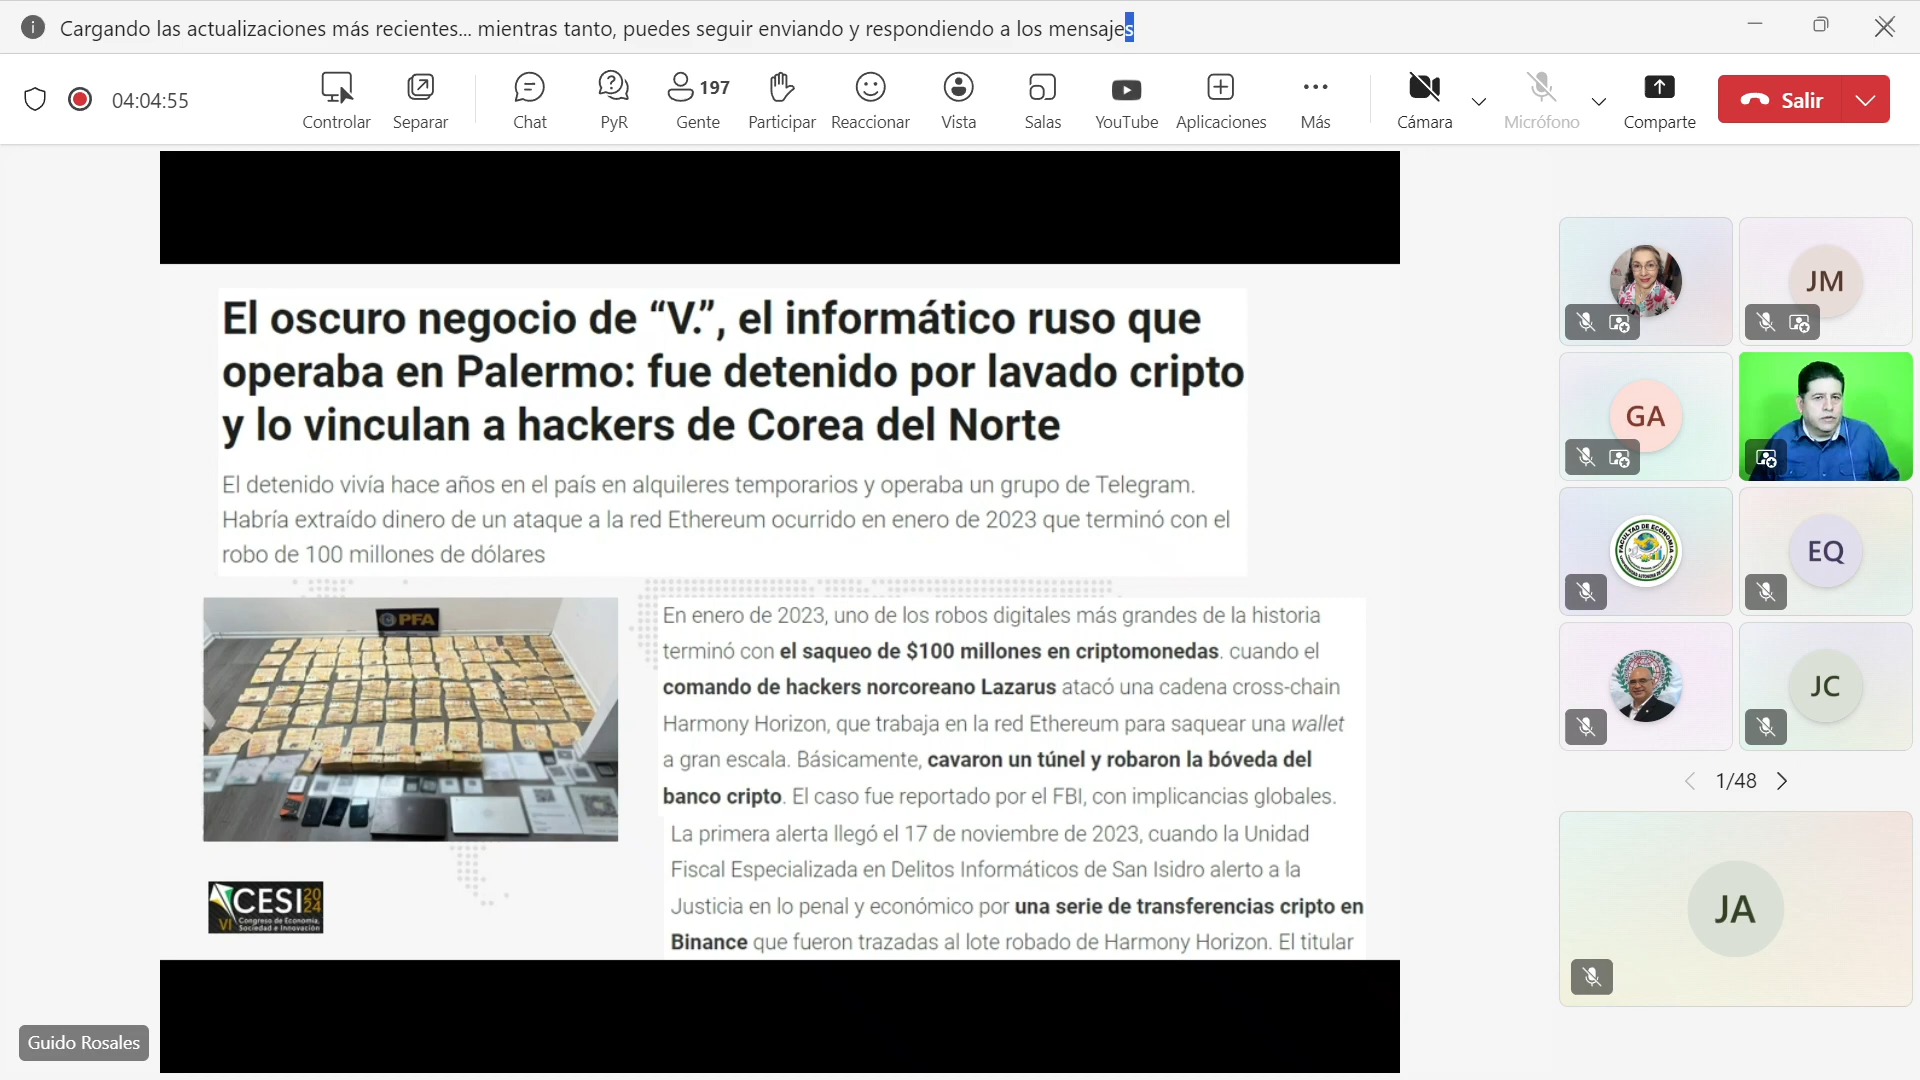 Cargando las actualizaciones más recientes... mientras tanto, puedes seguir enviando y respondiendo a los mensajes
04:04:55
Controlar
Separar
Chat
PyR
197
Gente
Participar
Reaccionar
Vista
Salas
YouTube
Aplicaciones
Más
Cámara
Micrófono
Comparte
Salir
El oscuro negocio de “V.”, el informático ruso que
operaba en Palermo: fue detenido por lavado cripto
y lo vinculan a hackers de Corea del Norte
El detenido vivía hace años en el país en alquileres temporarios y operaba un grupo de Telegram.
Habría extraído dinero de un ataque a la red Ethereum ocurrido en enero de 2023 que terminó con el
robo de 100 millones de dólares
PFA
En enero de 2023, uno de los robos digitales más grandes de la historia
terminó con el saqueo de $100 millones en criptomonedas. cuando el
comando de hackers norcoreano Lazarus atacó una cadena cross-chain
Harmony Horizon, que trabaja en la red Ethereum para saquear una wallet
a gran escala. Básicamente, cavaron un túnel y robaron la bóveda del
banco cripto. El caso fue reportado por el FBI, con implicancias globales.
La primera alerta llegó el 17 de noviembre de 2023, cuando la Unidad
Fiscal Especializada en Delitos Informáticos de San Isidro alerto a la
Justicia en lo penal y económico por una serie de transferencias cripto en
Binance que fueron trazadas al lote robado de Harmony Horizon. El titular
CESI 2024
VI Congreso de Economía,
Sociedad e Innovación
JM
GA
FACULTAD DE ECONOMIA
EQ
JC
1/48
JA
Guido Rosales